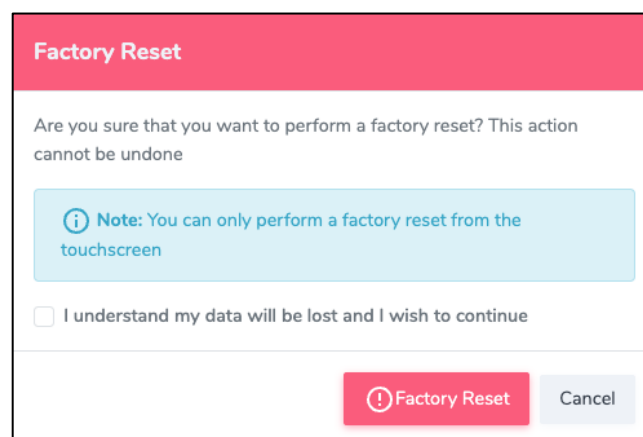 Factory Reset
Are you sure that you want to perform a factory reset? This action
cannot be undone
Note: You can only perform a factory reset from the
touchscreen
I understand my data will be lost and I wish to continue
Factory Reset
Cancel